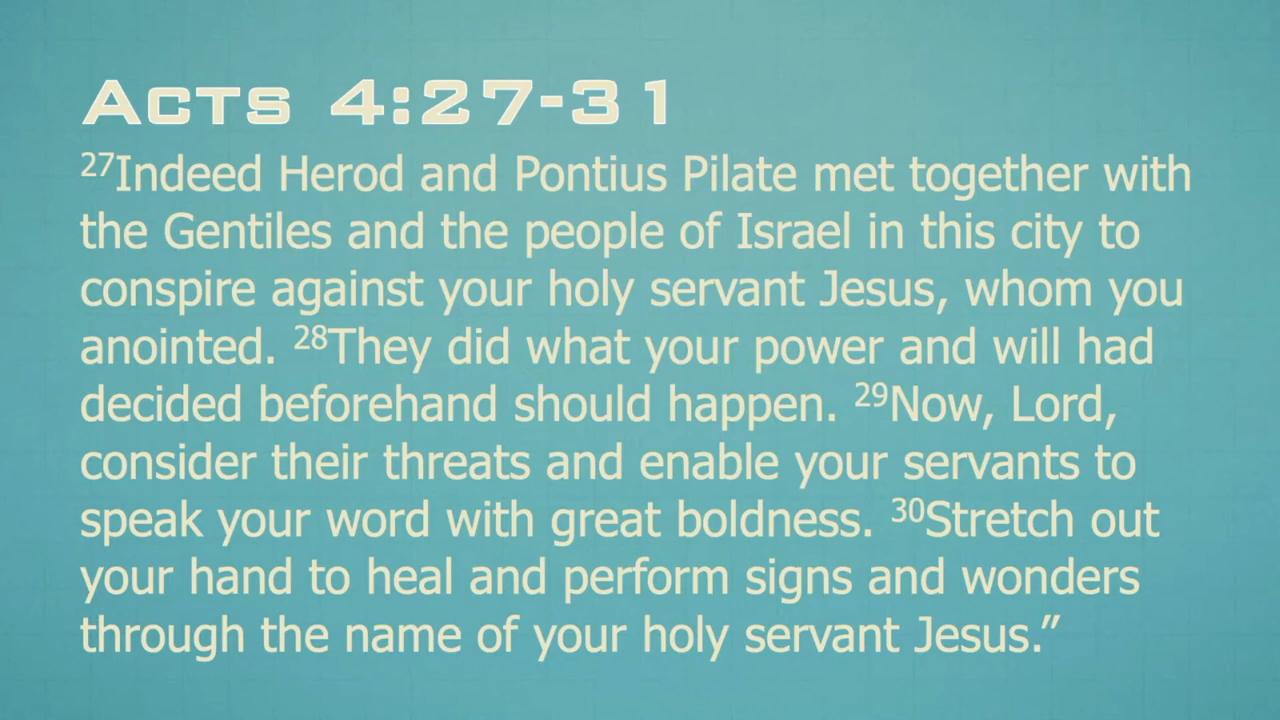 Acts 4:27-31
²⁷Indeed Herod and Pontius Pilate met together with
the Gentiles and the people of Israel in this city to
conspire against your holy servant Jesus, whom you
anointed. ²⁸They did what your power and will had
decided beforehand should happen. ²⁹Now, Lord,
consider their threats and enable your servants to
speak your word with great boldness. ³⁰Stretch out
your hand to heal and perform signs and wonders
through the name of your holy servant Jesus.”